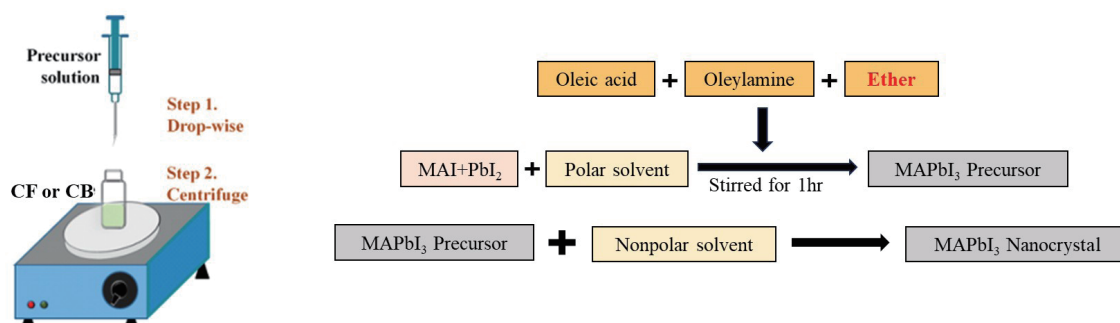 Precursor
solution
Step 1.
Drop-wise
Step 2.
Centrifuge
CF or CB
Oleic acid + Oleylamine + Ether
MAI+PbI₂ + Polar solvent
Stirred for 1hr
MAPbI₃ Precursor
MAPbI₃ Precursor + Nonpolar solvent
MAPbI₃ Nanocrystal